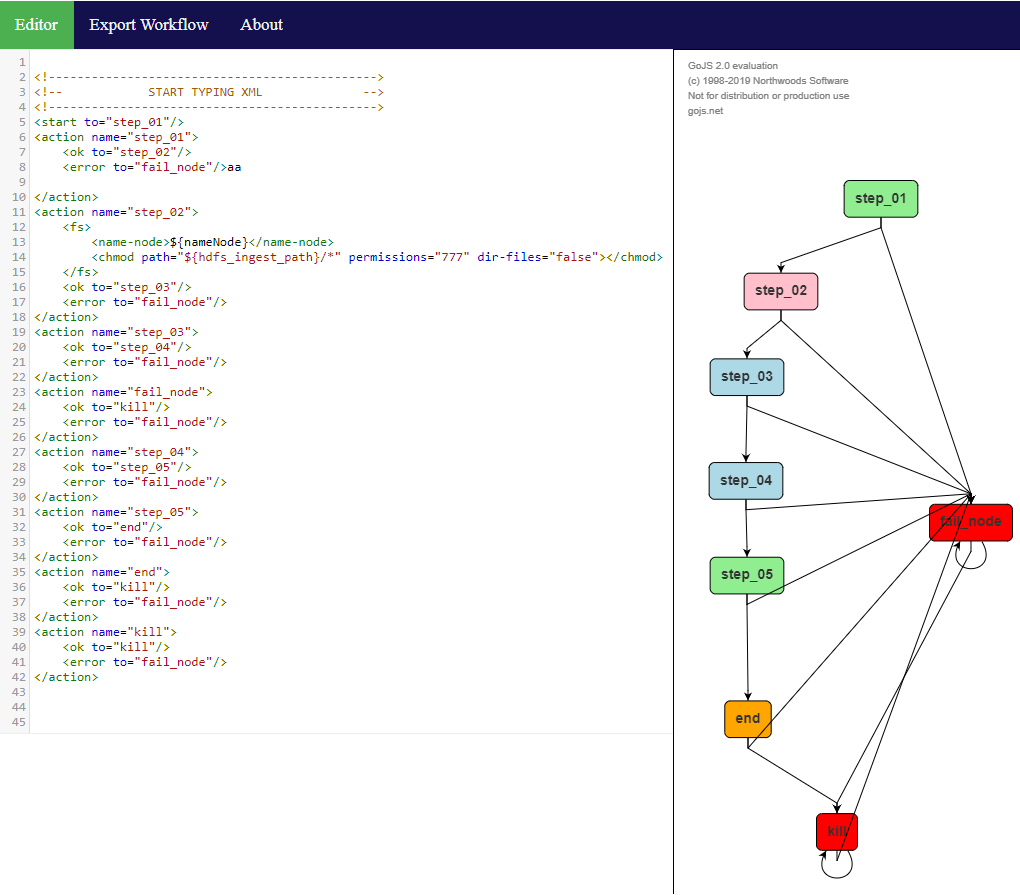 Editor Export Workflow About
1
2 <!---------------------------------------------->
3 <!-- START TYPING XML -->
4 <!---------------------------------------------->
5 <start to="step_01"/>
6 <action name="step_01">
7 <ok to="step_02"/>
8 <error to="fail_node"/>aa
9
10 </action>
11 <action name="step_02">
12 <fs>
13 <name-node>${nameNode}</name-node>
14 <chmod path="${hdfs_ingest_path}/*" permissions="777" dir-files="false"></chmod>
15 </fs>
16 <ok to="step_03"/>
17 <error to="fail_node"/>
18 </action>
19 <action name="step_03">
20 <ok to="step_04"/>
21 <error to="fail_node"/>
22 </action>
23 <action name="fail_node">
24 <ok to="kill"/>
25 <error to="fail_node"/>
26 </action>
27 <action name="step_04">
28 <ok to="step_05"/>
29 <error to="fail_node"/>
30 </action>
31 <action name="step_05">
32 <ok to="end"/>
33 <error to="fail_node"/>
34 </action>
35 <action name="end">
36 <ok to="kill"/>
37 <error to="fail_node"/>
38 </action>
39 <action name="kill">
40 <ok to="kill"/>
41 <error to="fail_node"/>
42 </action>
43
44
45
GoJS 2.0 evaluation
(c) 1998-2019 Northwoods Software
Not for distribution or production use
gojs.net
step_01
step_02
step_03
step_04
fail_node
step_05
end
kill